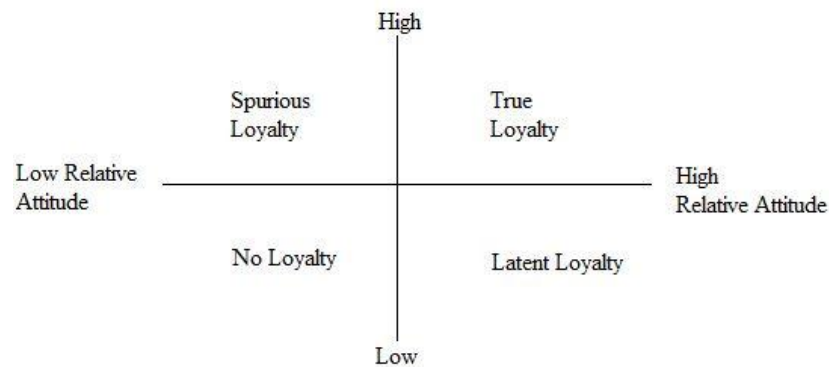 High
Spurious
Loyalty
True
Loyalty
Low Relative
Attitude
High
Relative Attitude
No Loyalty
Latent Loyalty
Low